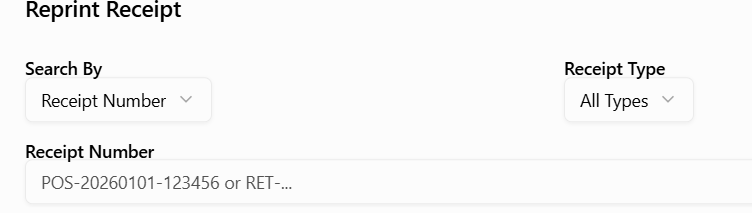 Reprint Receipt
Search By
Receipt Type
Receipt Number
All Types
Receipt Number
POS-20260101-123456 or RET-...